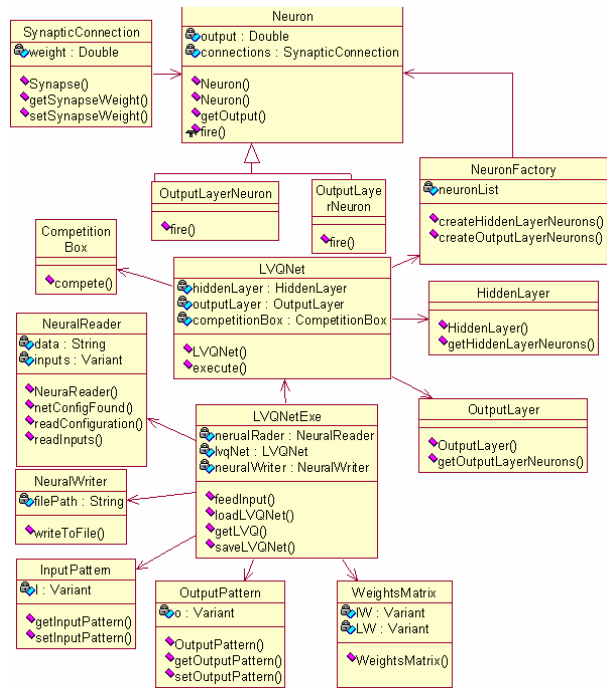 Neuron
output : Double
connections : SynapticConnection
Neuron()
Neuron()
getOutput()
fire()
SynapticConnection
weight : Double
Synapse()
getSynapseWeight()
setSynapseWeight()
OutputLayerNeuron
fire()
OutputLaye
rNeuron
fire()
NeuronFactory
neuronList
createHiddenLayerNeurons()
createOutputLayerNeurons()
Competition
Box
compete()
LVQNet
hiddenLayer : HiddenLayer
outputLayer : OutputLayer
competitionBox : CompetitionBox
LVQNet()
execute()
HiddenLayer
HiddenLayer()
getHiddenLayerNeurons()
NeuralReader
data : String
inputs : Variant
NeuraReader()
netConfigFound()
readConfiguration()
readInputs()
OutputLayer
OutputLayer()
getOutputLayerNeurons()
LVQNetExe
nerualRader : NeuralReader
lvqNet : LVQNet
neuralWriter : NeuralWriter
feedInput()
loadLVQNet()
getLVQ()
saveLVQNet()
NeuralWriter
filePath : String
writeToFile()
InputPattern
I : Variant
getInputPattern()
setInputPattern()
OutputPattern
o : Variant
OutputPattern()
getOutputPattern()
setOutputPattern()
WeightsMatrix
IW : Variant
LW : Variant
WeightsMatrix()